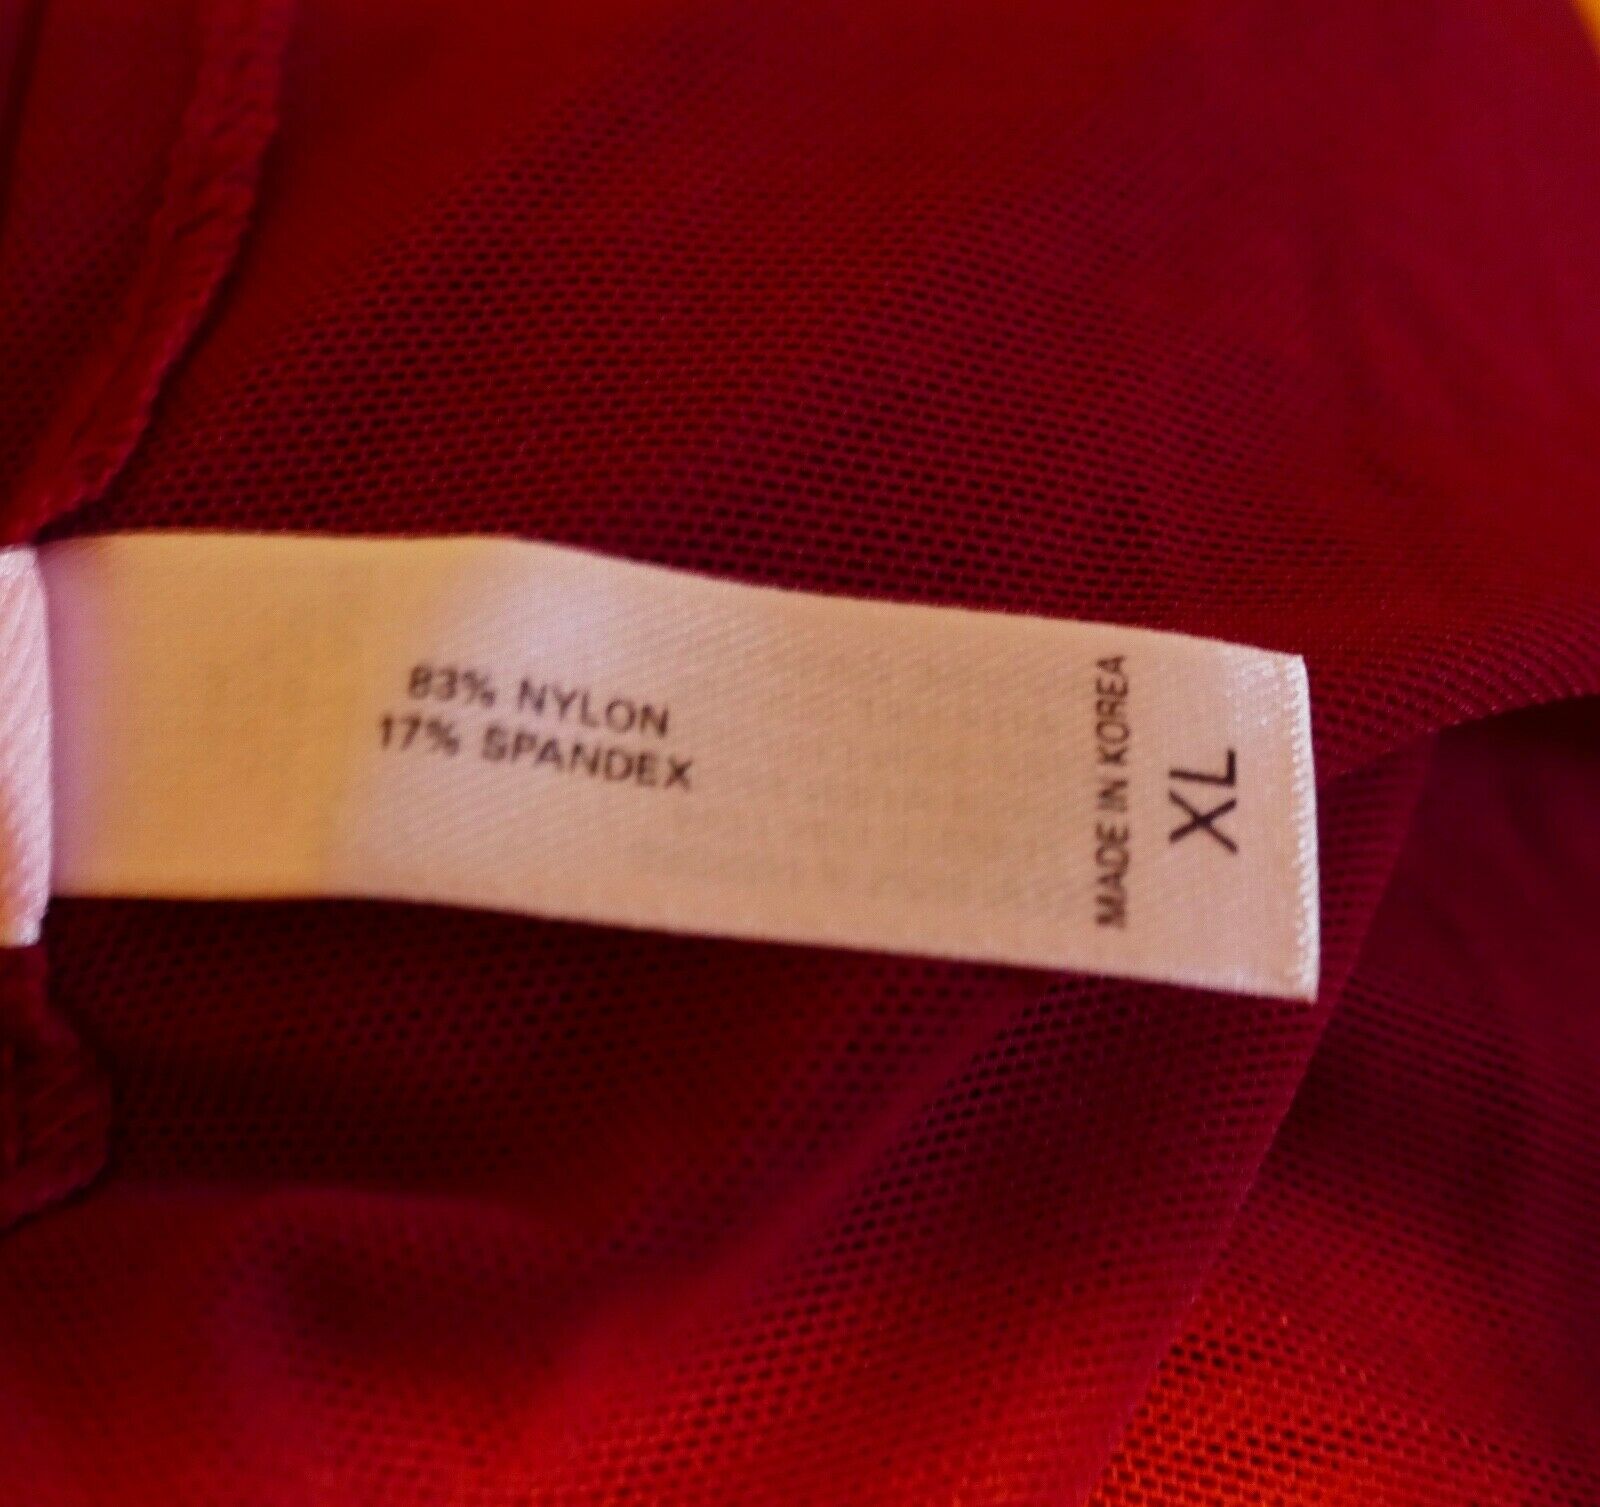 83% NYLON
17% SPANDEX
MADE IN KOREA
XL